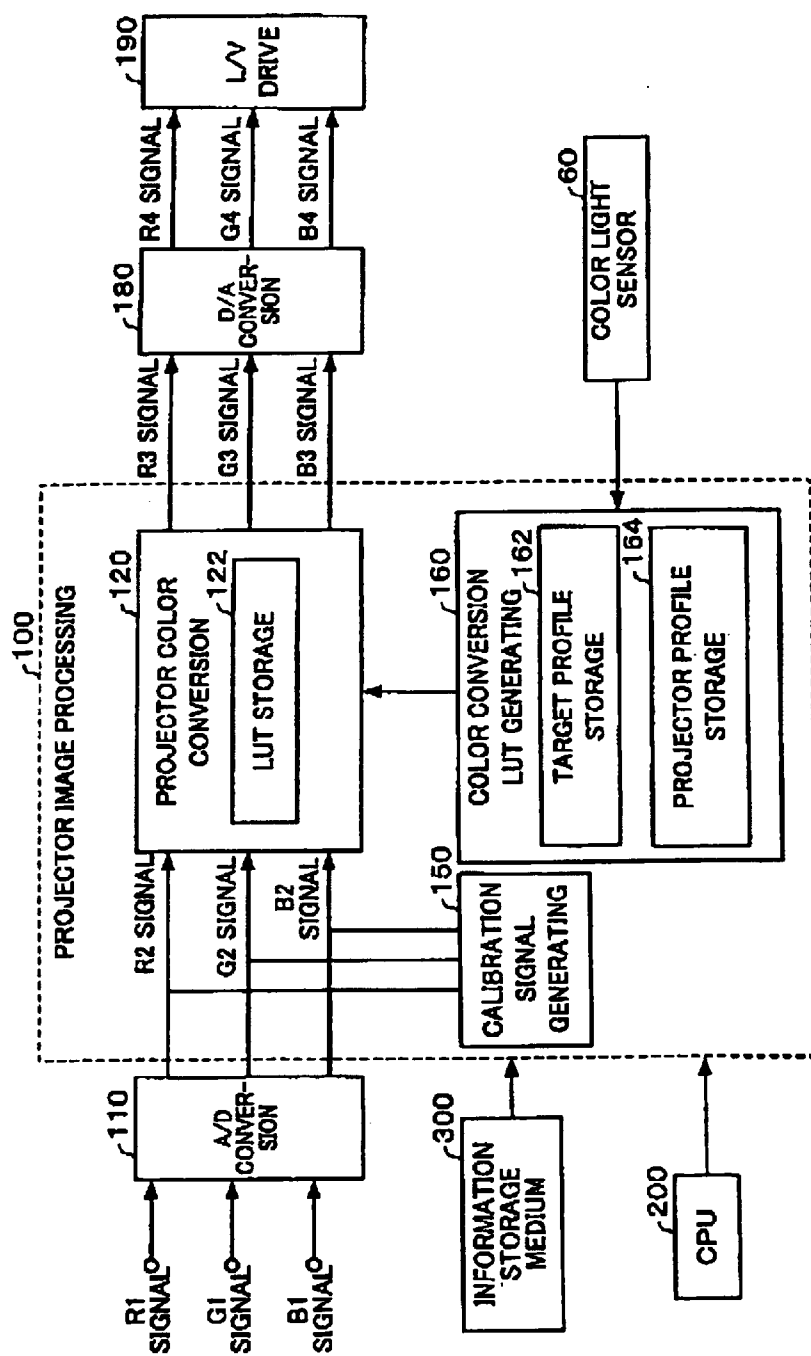 100
PROJECTOR IMAGE PROCESSING
R1
SIGNAL
G1
SIGNAL
B1
SIGNAL
110
A/D
CONVER-
SION
R2 SIGNAL
G2 SIGNAL
B2
SIGNAL
120
PROJECTOR COLOR
CONVERSION
122
LUT STORAGE
R3 SIGNAL
G3 SIGNAL
B3 SIGNAL
180
D/A
CONVER-
SION
R4 SIGNAL
G4 SIGNAL
B4 SIGNAL
190
L/V
DRIVE
150
CALIBRATION
SIGNAL
GENERATING
160
COLOR CONVERSION
LUT GENERATING
162
TARGET PROFILE
STORAGE
164
PROJECTOR PROFILE
STORAGE
60
COLOR LIGHT
SENSOR
300
INFORMATION
STORAGE
MEDIUM
200
CPU